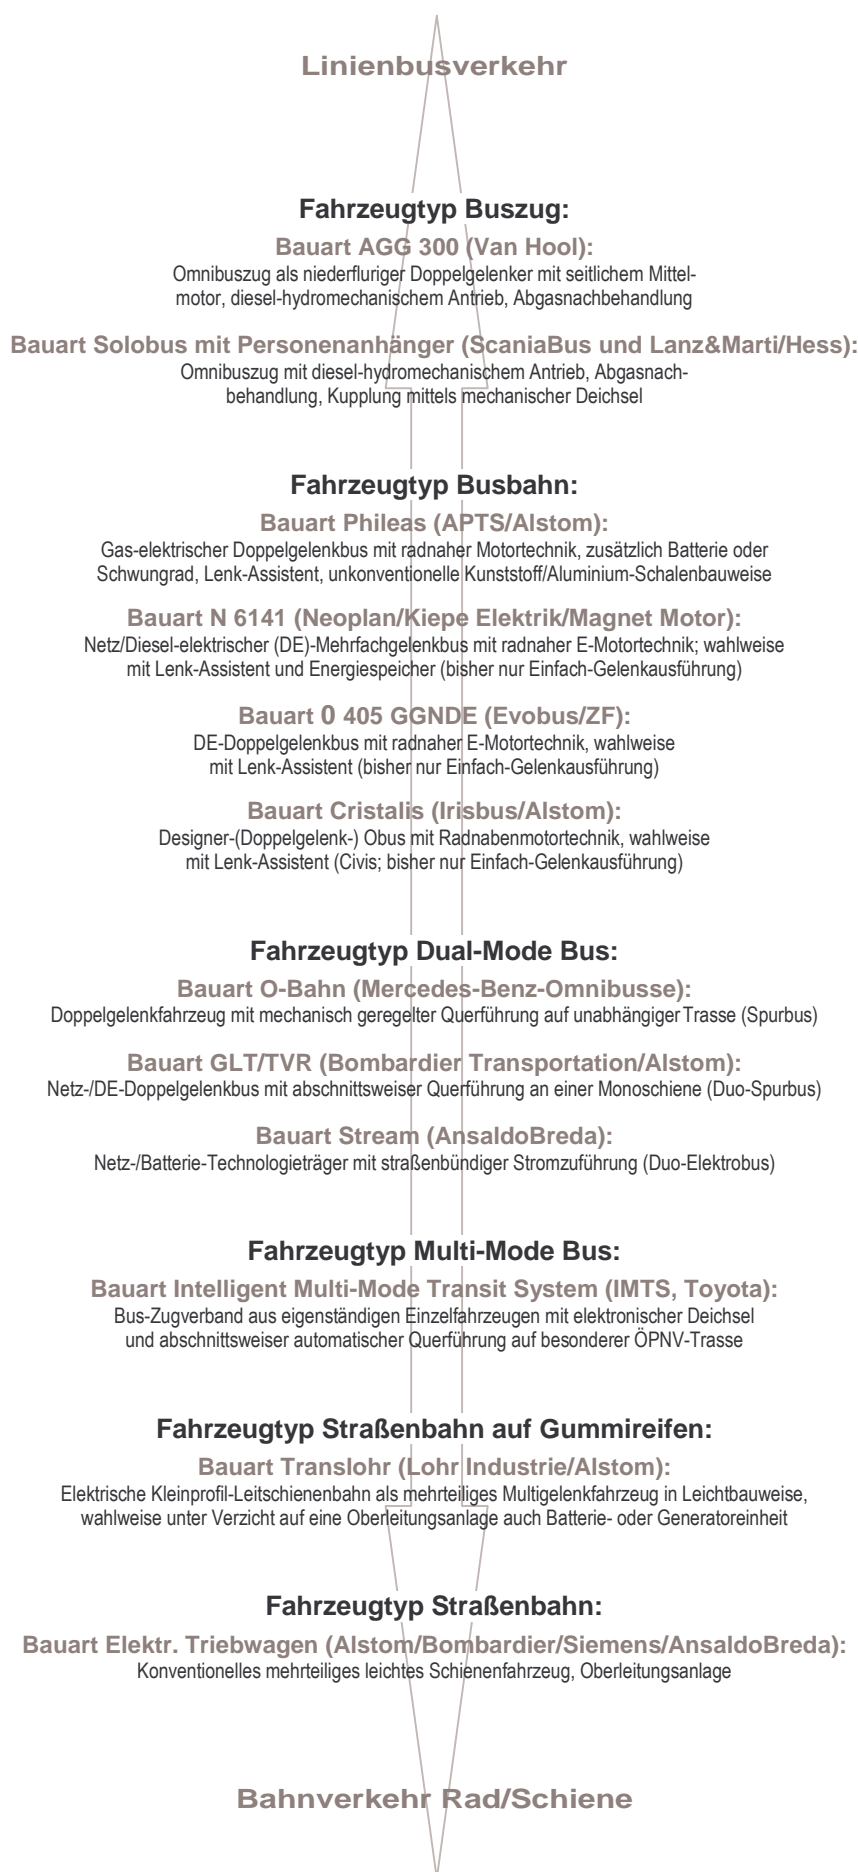 Linienbusverkehr
Fahrzeugtyp Buszug:
Bauart AGG 300 (Van Hool):
Omnibuszug als niederfluriger Doppelgelenker mit seitlichem Mittel-
motor, diesel-hydromechanischem Antrieb, Abgasnachbehandlung
Bauart Solobus mit Personenanhänger (ScaniaBus und Lanz&Marti/Hess):
Omnibuszug mit diesel-hydromechanischem Antrieb, Abgasnach-
behandlung, Kupplung mittels mechanischer Deichsel
Fahrzeugtyp Busbahn:
Bauart Phileas (APTS/Alstom):
Gas-elektrischer Doppelgelenkbus mit radnaher Motortechnik, zusätzlich Batterie oder
Schwungrad, Lenk-Assistent, unkonventionelle Kunststoff/Aluminium-Schalenbauweise
Bauart N 6141 (Neoplan/Kiepe Elektrik/Magnet Motor):
Netz/Diesel-elektrischer (DE)-Mehrfachgelenkbus mit radnaher E-Motortechnik; wahlweise
mit Lenk-Assistent und Energiespeicher (bisher nur Einfach-Gelenkausführung)
Bauart 0 405 GGNDE (Evobus/ZF):
DE-Doppelgelenkbus mit radnaher E-Motortechnik, wahlweise
mit Lenk-Assistent (bisher nur Einfach-Gelenkausführung)
Bauart Cristalis (Irisbus/Alstom):
Designer-(Doppelgelenk-) Obus mit Radnabenmotortechnik, wahlweise
mit Lenk-Assistent (Civis; bisher nur Einfach-Gelenkausführung)
Fahrzeugtyp Dual-Mode Bus:
Bauart O-Bahn (Mercedes-Benz-Omnibusse):
Doppelgelenkfahrzeug mit mechanisch geregelter Querführung auf unabhängiger Trasse (Spurbus)
Bauart GLT/TVR (Bombardier Transportation/Alstom):
Netz-/DE-Doppelgelenkbus mit abschnittsweiser Querführung an einer Monoschiene (Duo-Spurbus)
Bauart Stream (AnsaldoBreda):
Netz-/Batterie-Technologieträger mit straßenbündiger Stromzuführung (Duo-Elektrobus)
Fahrzeugtyp Multi-Mode Bus:
Bauart Intelligent Multi-Mode Transit System (IMTS, Toyota):
Bus-Zugverband aus eigenständigen Einzelfahrzeugen mit elektronischer Deichsel
und abschnittsweiser automatischer Querführung auf besonderer ÖPNV-Trasse
Fahrzeugtyp Straßenbahn auf Gummireifen:
Bauart Translohr (Lohr Industrie/Alstom):
Elektrische Kleinprofil-Leitschienenbahn als mehrteiliges Multigelenkfahrzeug in Leichtbauweise,
wahlweise unter Verzicht auf eine Oberleitungsanlage auch Batterie- oder Generatoreinheit
Fahrzeugtyp Straßenbahn:
Bauart Elektr. Triebwagen (Alstom/Bombardier/Siemens/AnsaldoBreda):
Konventionelles mehrteiliges leichtes Schienenfahrzeug, Oberleitungsanlage
Bahnverkehr Rad/Schiene